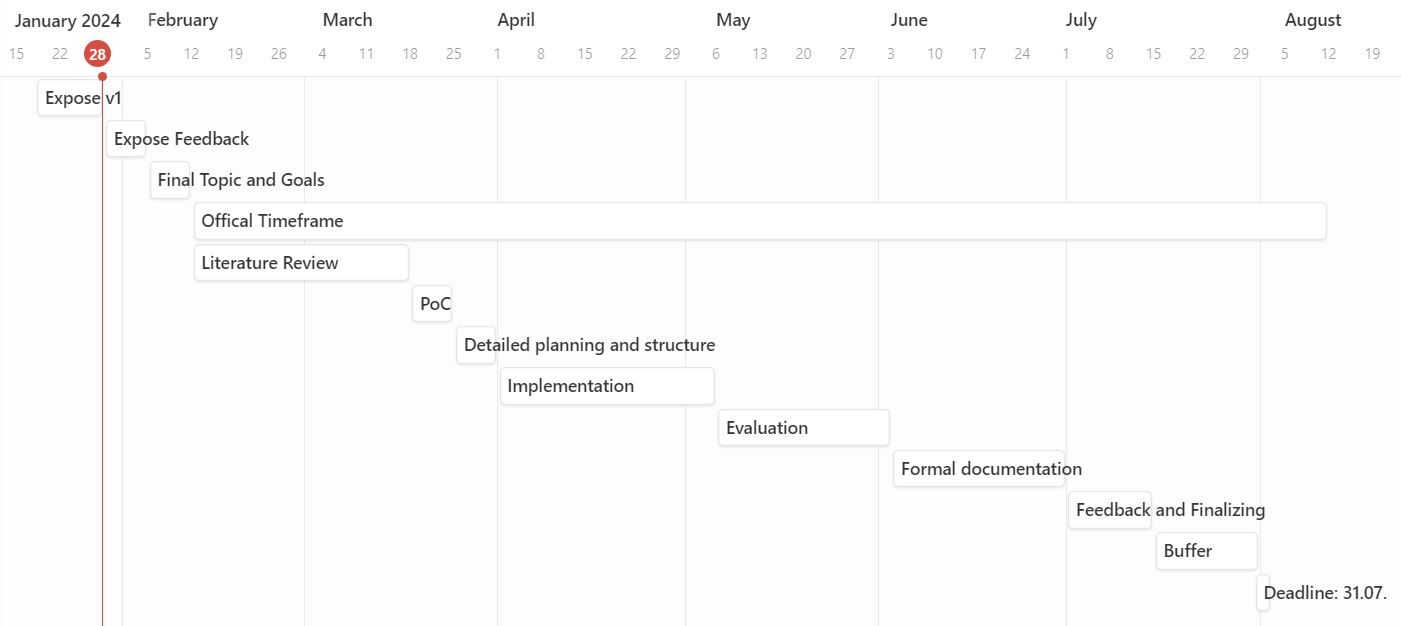 January 2024 February March April May June July August
15 22 28 5 12 19 26 4 11 18 25 1 8 15 22 29 6 13 20 27 3 10 17 24 1 8 15 22 29 5 12 19
Expose v1
Expose Feedback
Final Topic and Goals
Offical Timeframe
Literature Review
PoC
Detailed planning and structure
Implementation
Evaluation
Formal documentation
Feedback and Finalizing
Buffer
Deadline: 31.07.